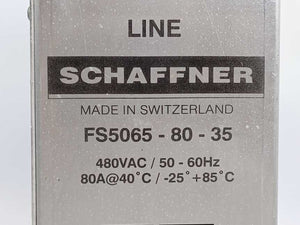 LINE
SCHAFFNER
MADE IN SWITZERLAND
FS5065 - 80 - 35
480VAC / 50 - 60Hz
80A@40˚C / -25˚+85˚C